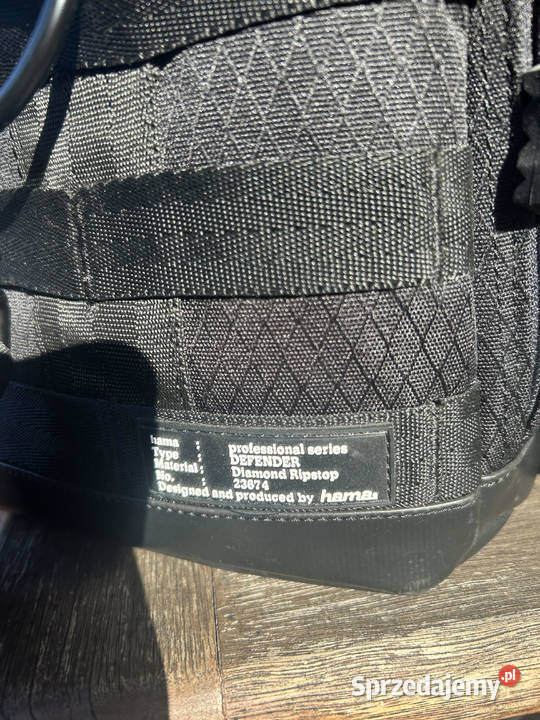 hama : professional series
Type : DEFENDER
Material : Diamond Ripstop
No. : 23674
Designed and produced by hama
Sprzedajemy.pl